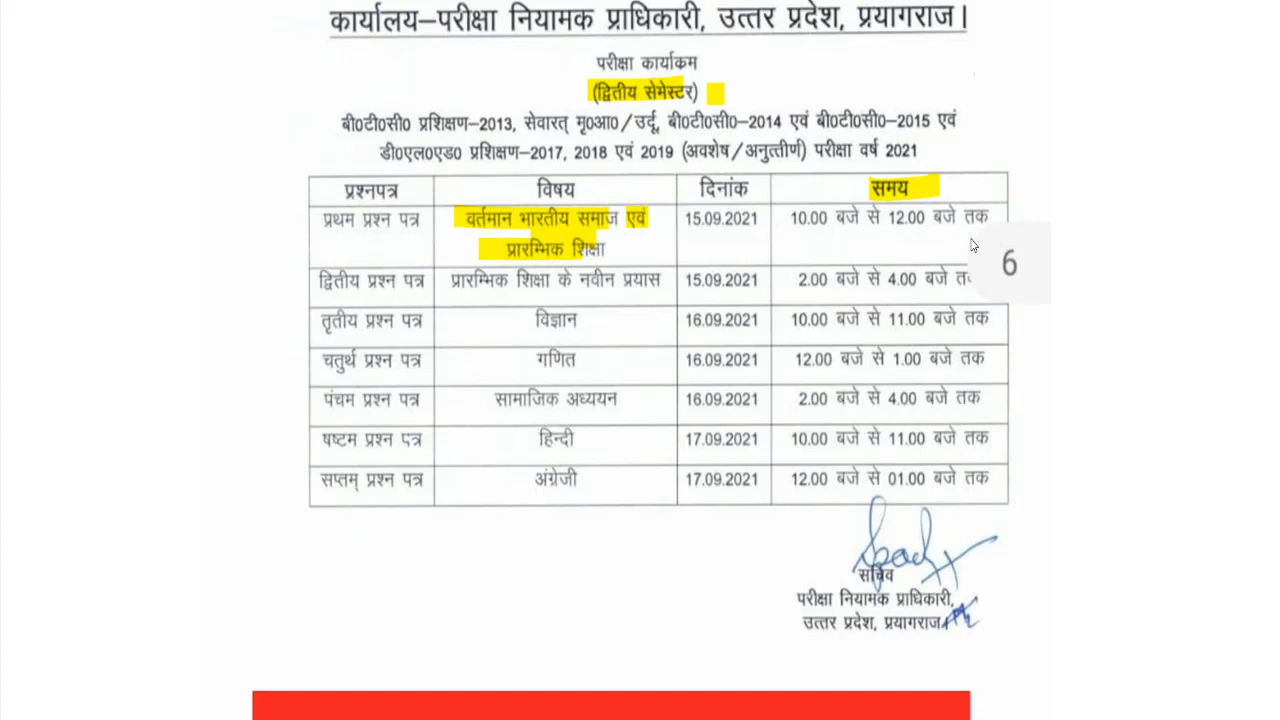 कार्यालय–परीक्षा नियामक प्राधिकारी, उत्तर प्रदेश, प्रयागराज।
परीक्षा कार्याकम
(द्वितीय सेमेस्टर)
बी0टी0सी0 प्रशिक्षण–2013, सेवारत् मृ0आ0/उर्दू, बी0टी0सी0–2014 एवं बी0टी0सी0–2015 एवं
डी0एल0एड0 प्रशिक्षण–2017, 2018 एवं 2019 (अवशेष/अनुत्तीर्ण) परीक्षा वर्ष 2021
प्रश्नपत्र विषय दिनांक समय
प्रथम प्रश्न पत्र वर्तमान भारतीय समाज एवं 15.09.2021 10.00 बजे से 12.00 बजे तक
प्रारम्भिक शिक्षा
द्वितीय प्रश्न पत्र प्रारम्भिक शिक्षा के नवीन प्रयास 15.09.2021 2.00 बजे से 4.00 बजे
6
तृतीय प्रश्न पत्र विज्ञान 16.09.2021 10.00 बजे से 11.00 बजे तक
चतुर्थ प्रश्न पत्र गणित 16.09.2021 12.00 बजे से 1.00 बजे तक
पंचम प्रश्न पत्र सामाजिक अध्ययन 16.09.2021 2.00 बजे से 4.00 बजे तक
षष्टम प्रश्न पत्र हिन्दी 17.09.2021 10.00 बजे से 11.00 बजे तक
सप्तम् प्रश्न पत्र अंग्रेजी 17.09.2021 12.00 बजे से 01.00 बजे तक
सचिव
परीक्षा नियामक प्राधिकारी,
उत्तर प्रदेश, प्रयागराज।